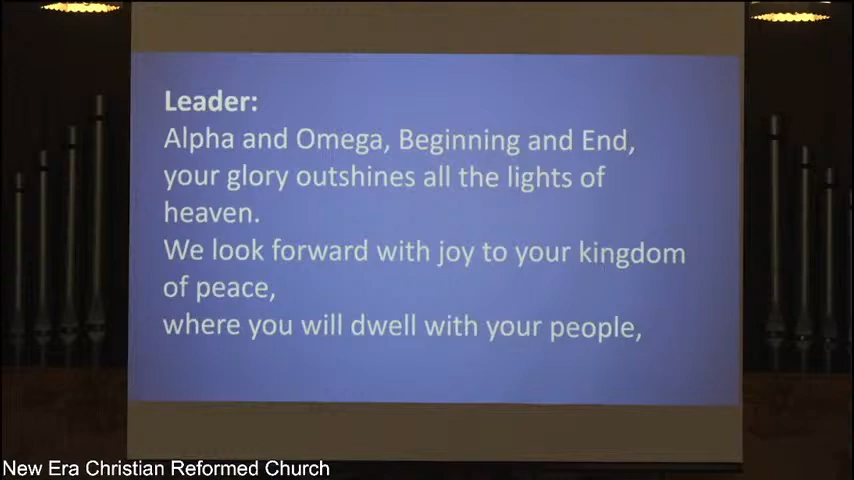 Leader:
Alpha and Omega, Beginning and End,
your glory outshines all the lights of
heaven.
We look forward with joy to your kingdom
of peace,
where you will dwell with your people,
New Era Christian Reformed Church